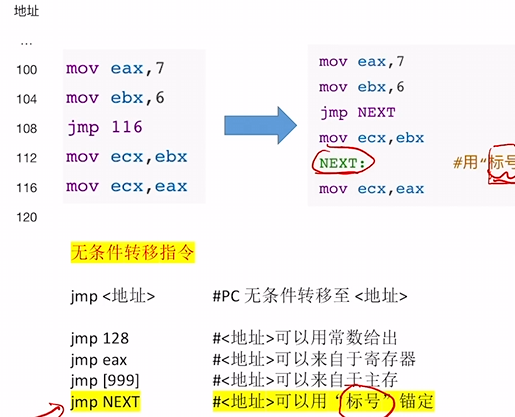 地址
...
100 mov eax,7
104 mov ebx,6
108 jmp 116
112 mov ecx,ebx
116 mov ecx,eax
120
mov eax,7
mov ebx,6
jmp NEXT
mov ecx,ebx
NEXT: #用“标号
mov ecx,eax
无条件转移指令
jmp <地址> #PC 无条件转移至 <地址>
jmp 128 #<地址>可以用常数给出
jmp eax #<地址>可以来自于寄存器
jmp [999] #<地址>可以来自于主存
jmp NEXT #<地址>可以用“标号”锚定